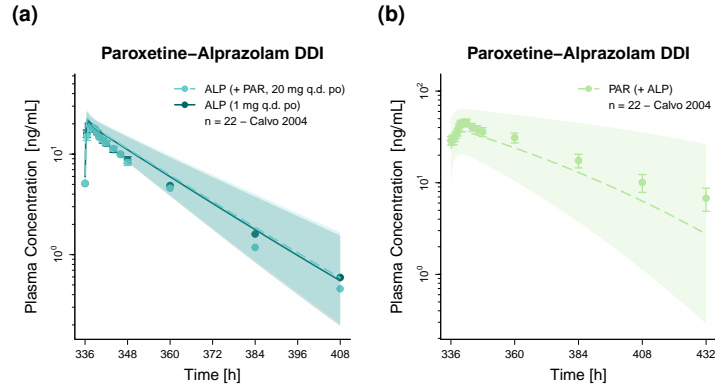 (a)
Paroxetine−Alprazolam DDI
Plasma Concentration [ng/mL]
10¹
10⁰
ALP (+ PAR, 20 mg q.d. po)
ALP (1 mg q.d. po)
n = 22 − Calvo 2004
336 348 360 372 384 396 408
Time [h]
(b)
Paroxetine−Alprazolam DDI
Plasma Concentration [ng/mL]
10²
10¹
10⁰
PAR (+ ALP)
n = 22 − Calvo 2004
336 360 384 408 432
Time [h]